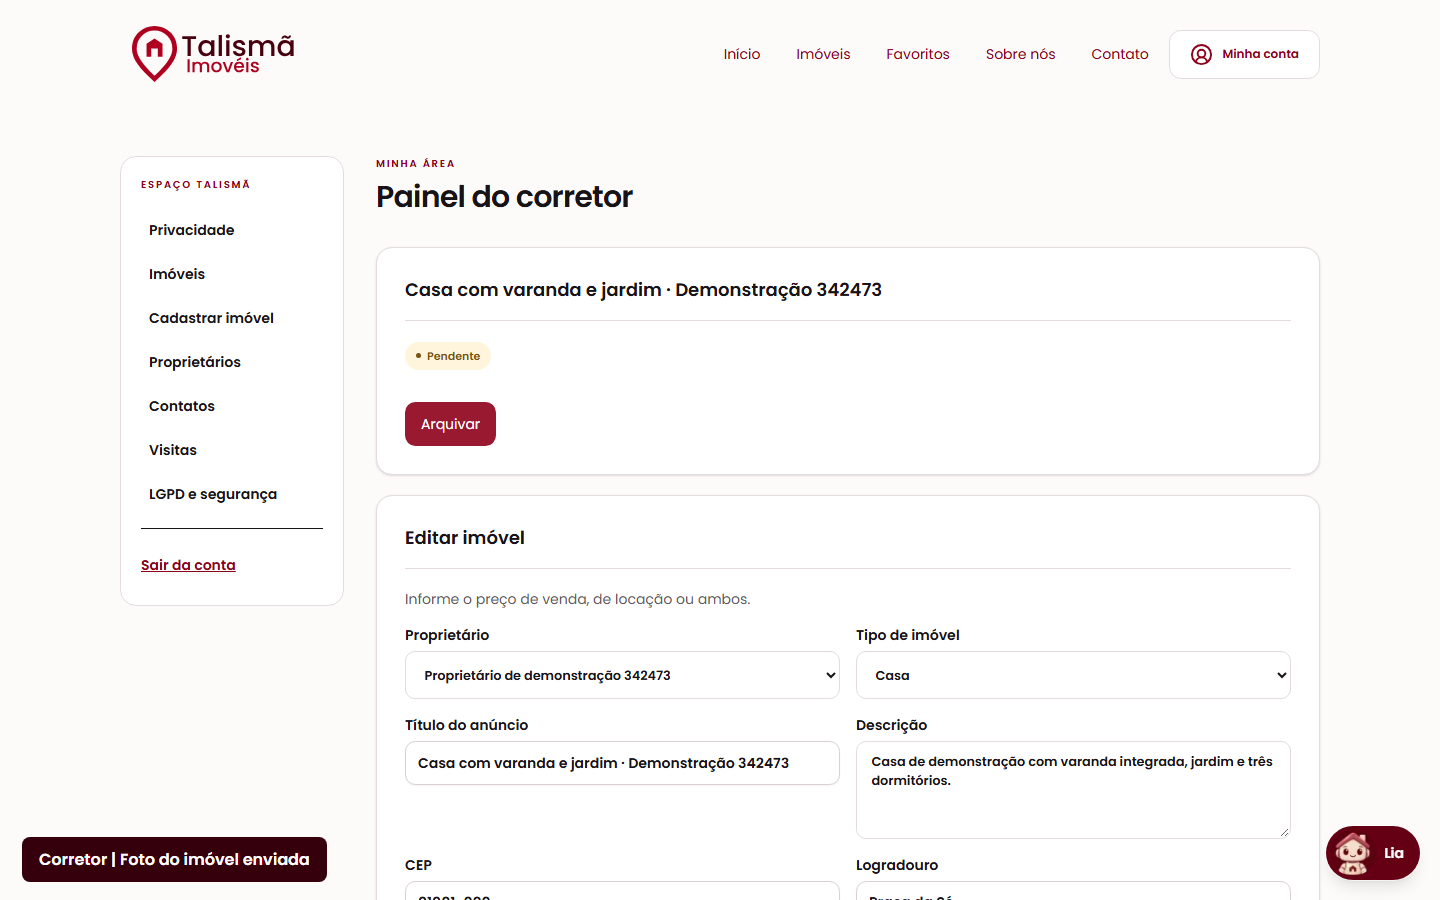 Talismã
Imovéis
Início
Imóveis
Favoritos
Sobre nós
Contato
Minha conta
ESPAÇO TALISMÃ
Privacidade
Imóveis
Cadastrar imóvel
Proprietários
Contatos
Visitas
LGPD e segurança
Sair da conta
MINHA ÁREA
Painel do corretor
Casa com varanda e jardim · Demonstração 342473
Pendente
Arquivar
Editar imóvel
Informe o preço de venda, de locação ou ambos.
Proprietário
Tipo de imóvel
Proprietário de demonstração 342473
Casa
Título do anúncio
Descrição
Casa com varanda e jardim · Demonstração 342473
Casa de demonstração com varanda integrada, jardim e três
dormitórios.
CEP
Logradouro
Corretor | Foto do imóvel enviada
Lia